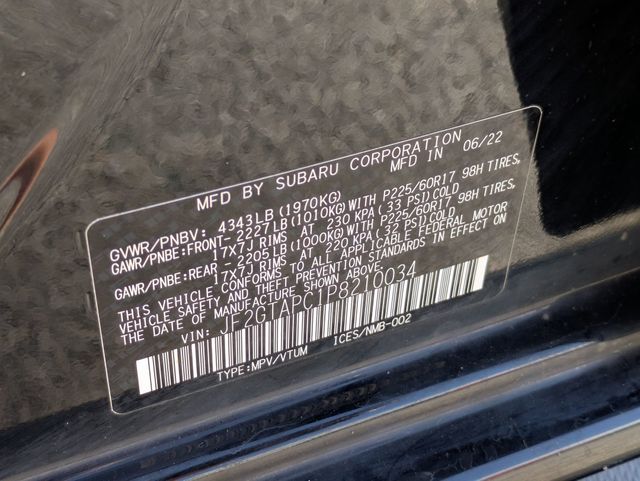 MFD BY SUBARU CORPORATION
MFD IN 06/22
GVWR/PNBV: 4343LB(1970KG)
GAWR/PNBE:FRONT-2227LB(1010KG)WITH P225/60R17 98H TIRES,
17X7J RIMS AT 230 KPA(33 PSI)COLD
GAWR/PNBE:REAR -2205LB(1000KG)WITH P225/60R17 98H TIRES,
17X7J RIMS AT 220 KPA(32 PSI)COLD
THIS VEHICLE CONFORMS TO ALL APPLICABLE FEDERAL MOTOR
VEHICLE SAFETY AND BUMPER STANDARDS IN EFFECT ON
THE DATE OF MANUFACTURE SHOWN ABOVE.
VIN: JF2GTAPC1P8210034
TYPE:MPV/VTUM ICES/NMB-002